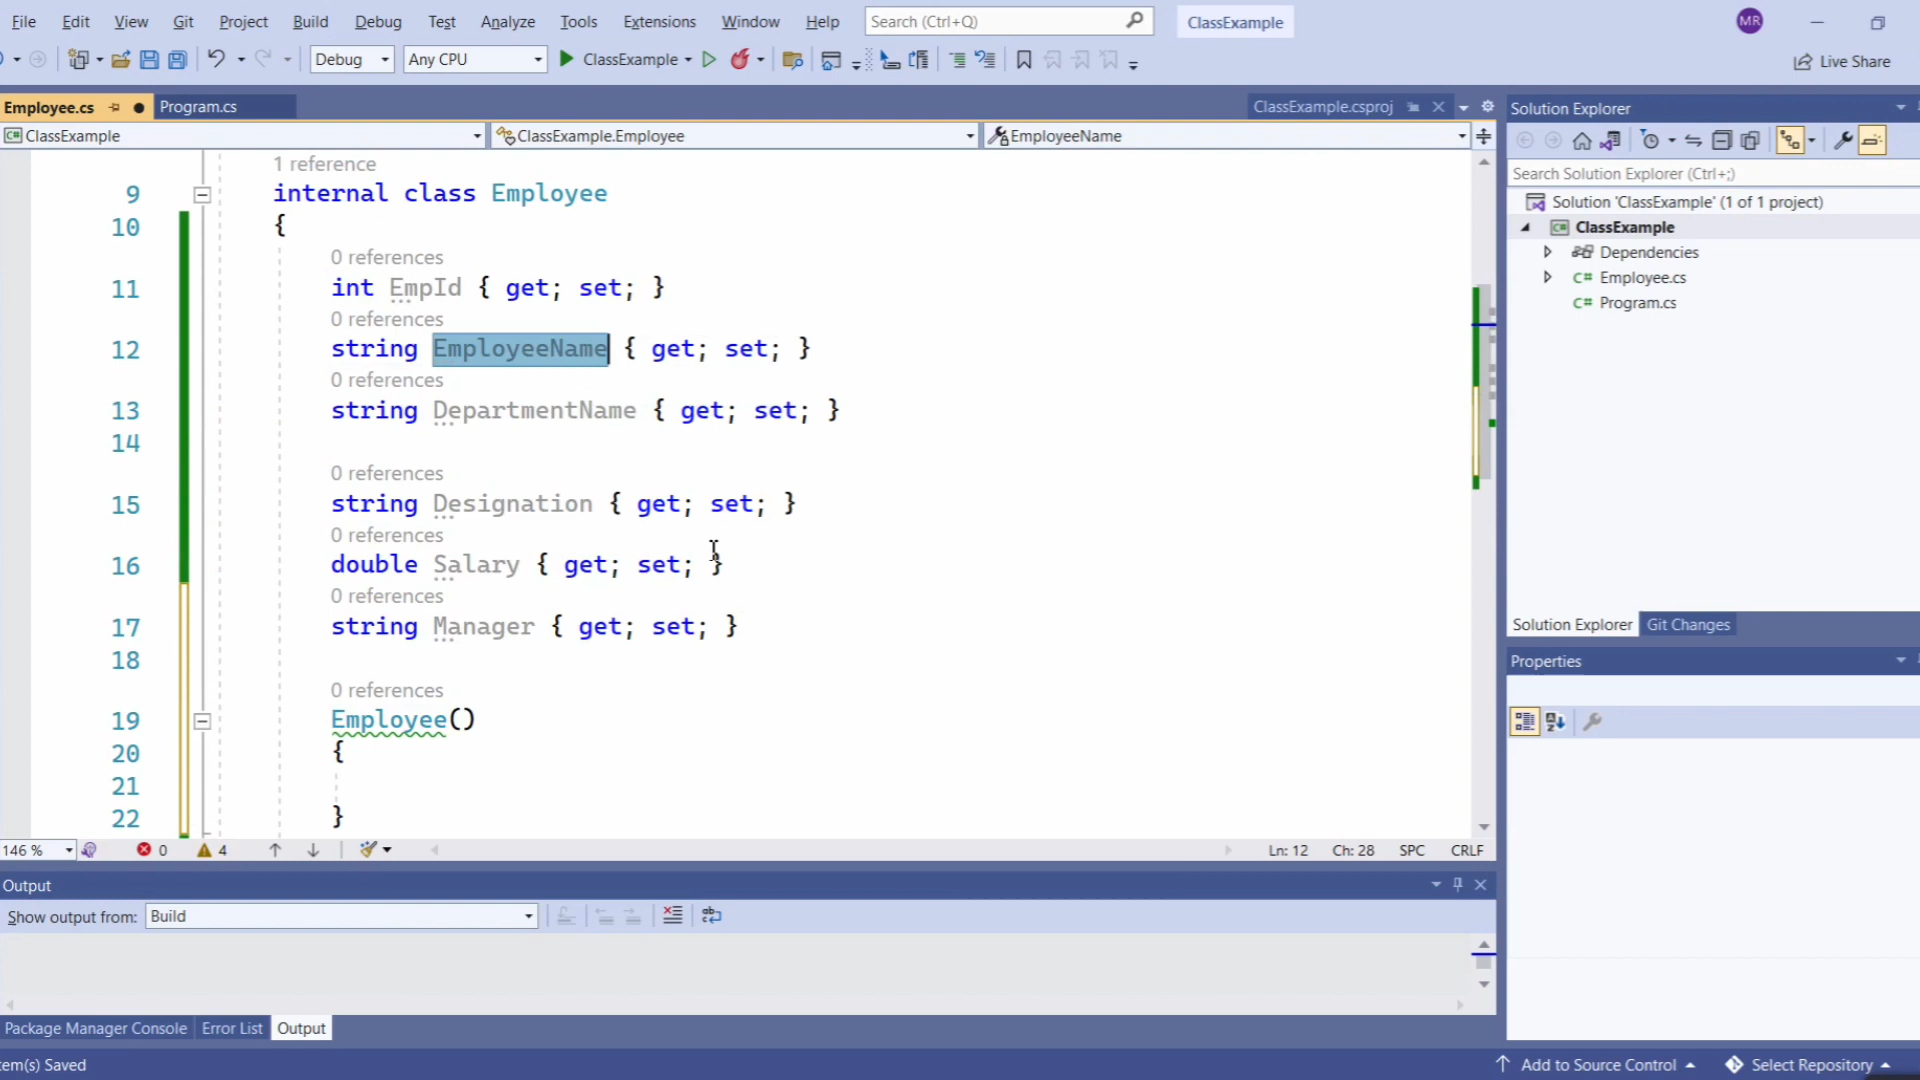 File Edit View Git Project Build Debug Test Analyze Tools Extensions Window Help Search (Ctrl+Q) ClassExample MR
Debug Any CPU ClassExample Live Share
Employee.cs Program.cs ClassExample.csproj
ClassExample ClassExample.Employee EmployeeName
1 reference
9 internal class Employee
10 {
0 references
11 int EmpId { get; set; }
0 references
12 string EmployeeName { get; set; }
0 references
13 string DepartmentName { get; set; }
14
0 references
15 string Designation { get; set; }
0 references
16 double Salary { get; set; }
0 references
17 string Manager { get; set; }
18
0 references
19 Employee()
20 {
21
22 }
146 % 0 4 Ln: 12 Ch: 28 SPC CRLF
Output
Show output from: Build
Package Manager Console Error List Output
em(s) Saved
Solution Explorer
Search Solution Explorer (Ctrl+;)
Solution 'ClassExample' (1 of 1 project)
ClassExample
Dependencies
C# Employee.cs
C# Program.cs
Solution Explorer Git Changes
Properties
Add to Source Control Select Repository